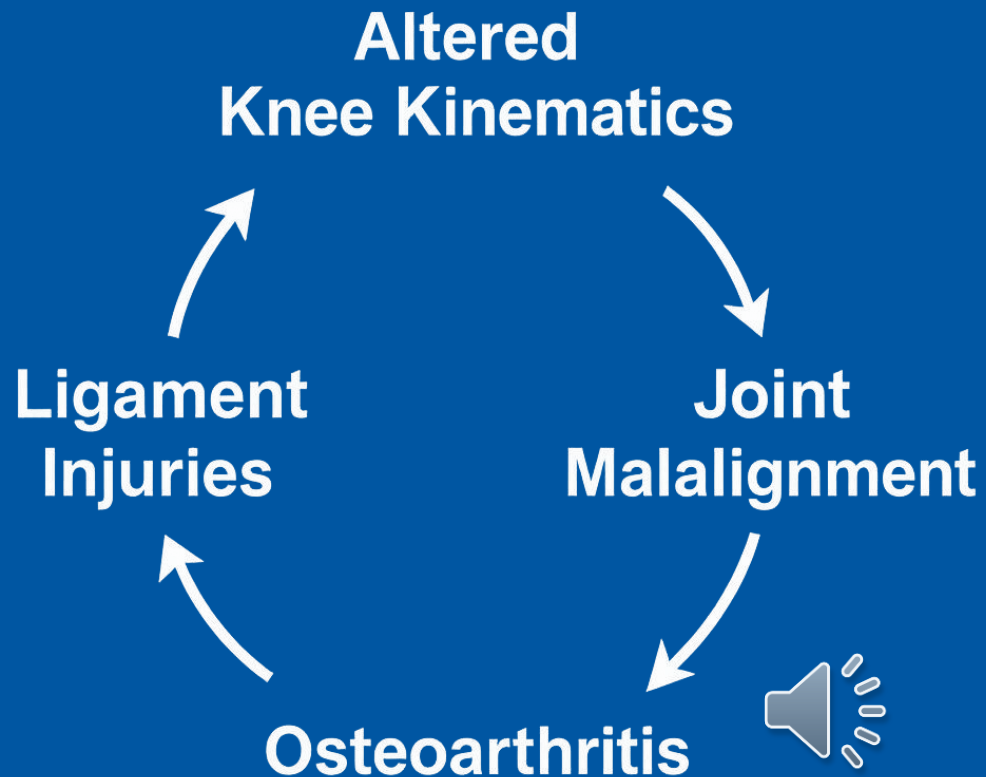 Altered
Knee Kinematics
Joint
Malalignment
Osteoarthritis
Ligament
Injuries